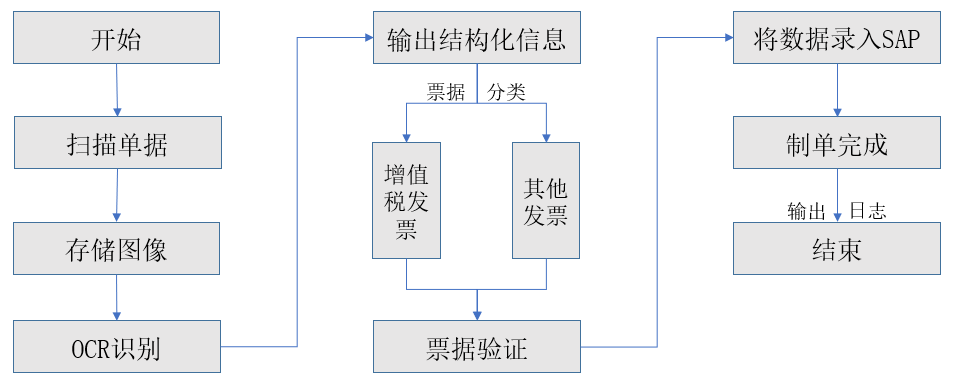 开始
扫描单据
存储图像
OCR识别
输出结构化信息
票据 分类
增值
税发
票
其他
发票
票据验证
将数据录入SAP
制单完成
输出 日志
结束